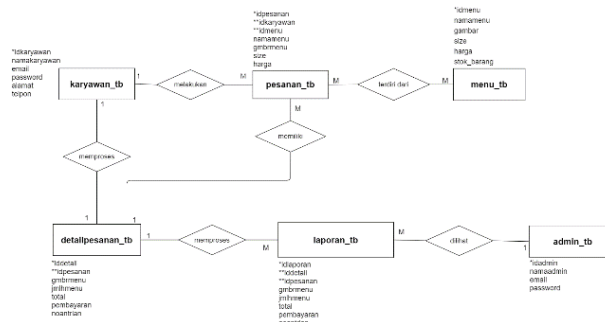 *idkaryawan
namakaryawan
email
password
alamat
telpon
karyawan_tb
1
melakukan
M
*idpesanan
**idkaryawan
**idmenu
namamenu
gmbrmenu
size
harga
pesanan_tb
M
terdiri dari
M
*idmenu
namamenu
gambar
size
harga
stok_barang
menu_tb
1
M
memproses
memiliki
1
1
detailpesanan_tb
1
memproses
M
laporan_tb
M
dilihat
1
admin_tb
*iddetail
**idpesanan
gmbrmenu
jmlhmenu
total
pembayaran
noantrian
*idlaporan
**iddetail
**idpesanan
gmbrmenu
jmlhmenu
total
pembayaran
noantrian
*idadmin
namaadmin
email
password